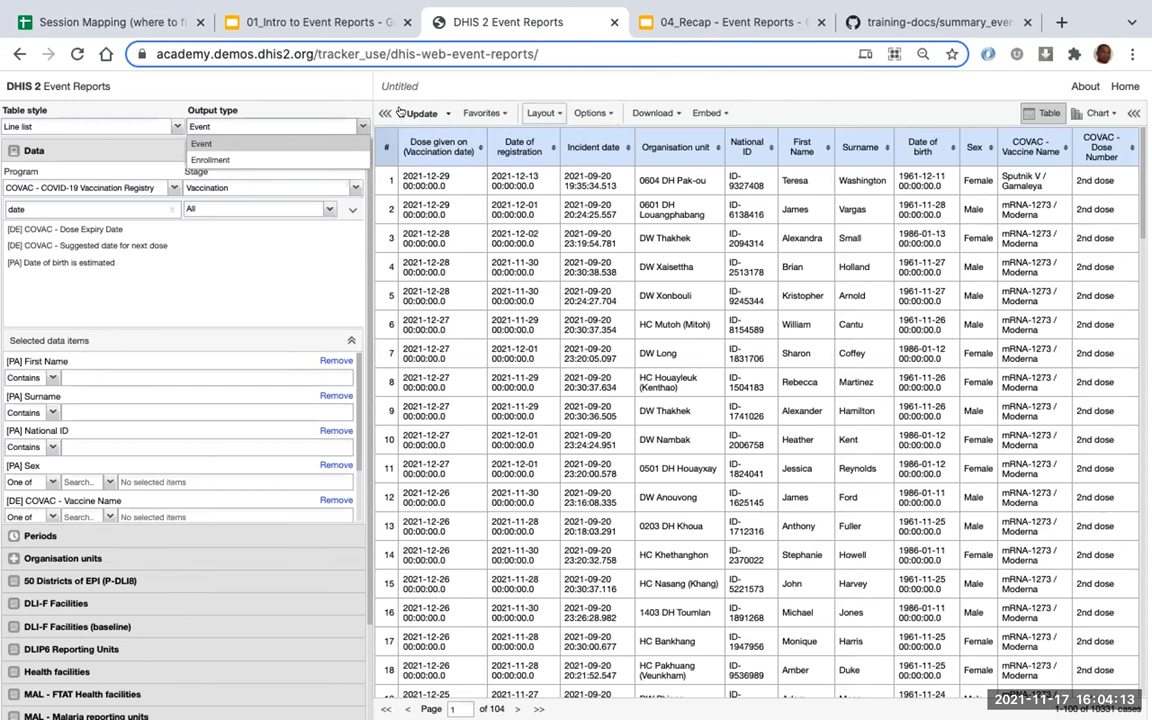 Session Mapping (where to fi
01_Intro to Event Reports - G
DHIS 2 Event Reports
04_Recap - Event Reports - G
training-docs/summary_even
academy.demos.dhis2.org/tracker_use/dhis-web-event-reports/
DHIS 2 Event Reports
Untitled
About Home
Table style Output type
Line list Event
Event
Enrollment
Update Favorites Layout Options Download Embed
Table Chart
Data
Program Stage
COVAC - COVID-19 Vaccination Registry Vaccination
date All
[DE] COVAC - Dose Expiry Date
[DE] COVAC - Suggested date for next dose
[PA] Date of birth is estimated
Selected data items
[PA] First Name Remove
Contains
[PA] Surname Remove
Contains
[PA] National ID Remove
Contains
[PA] Sex Remove
One of Search.. No selected items
[DE] COVAC - Vaccine Name Remove
One of Search.. No selected items
Periods
Organisation units
50 Districts of EPI (P-DLI8)
DLI-F Facilities
DLI-F Facilities (baseline)
DLIP6 Reporting Units
Health facilities
MAL - FTAT Health facilities
MAL - Malaria reporting units
# Dose given on (Vaccination date) Date of registration Incident date Organisation unit National ID First Name Surname Date of birth Sex COVAC - Vaccine Name COVAC - Dose Number
1 2021-12-29 00:00:00.0 2021-12-13 00:00:00.0 2021-09-20 19:35:34.513 0604 DH Pak-ou ID-9327408 Teresa Washington 1961-12-11 00:00:00.0 Female Sputnik V / Gamaleya 2nd dose
2 2021-12-29 00:00:00.0 2021-11-30 00:00:00.0 2021-09-20 20:24:25.557 0601 DH Louangphabang ID-6138416 James Vargas 1961-11-28 00:00:00.0 Male mRNA-1273 / Moderna 2nd dose
3 2021-12-28 00:00:00.0 2021-12-02 00:00:00.0 2021-09-20 23:19:54.781 DW Thakhek ID-2094314 Alexandra Small 1986-01-13 00:00:00.0 Female mRNA-1273 / Moderna 2nd dose
4 2021-12-28 00:00:00.0 2021-11-29 00:00:00.0 2021-09-20 20:30:38.538 DW Xaisettha ID-2513178 Brian Holland 1961-11-27 00:00:00.0 Male mRNA-1273 / Moderna 2nd dose
5 2021-12-28 00:00:00.0 2021-11-30 00:00:00.0 2021-09-20 20:24:27.704 DW Xonbouli ID-9245344 Kristopher Arnold 1961-11-27 00:00:00.0 Male mRNA-1273 / Moderna 2nd dose
6 2021-12-27 00:00:00.0 2021-11-29 00:00:00.0 2021-09-20 20:30:37.354 HC Mutoh (Mitoh) ID-8154589 William Cantu 1961-11-26 00:00:00.0 Male mRNA-1273 / Moderna 2nd dose
7 2021-12-27 00:00:00.0 2021-12-01 00:00:00.0 2021-09-20 23:20:05.097 DW Long ID-1831706 Sharon Coffey 1986-01-12 00:00:00.0 Female mRNA-1273 / Moderna 2nd dose
8 2021-12-27 00:00:00.0 2021-11-29 00:00:00.0 2021-09-20 20:30:37.634 HC Houayleuk (Kenthao) ID-1504183 Rebecca Martinez 1961-11-26 00:00:00.0 Female mRNA-1273 / Moderna 2nd dose
9 2021-12-27 00:00:00.0 2021-11-29 00:00:00.0 2021-09-20 20:30:36.505 DW Thakhek ID-1741026 Alexander Hamilton 1961-11-26 00:00:00.0 Male mRNA-1273 / Moderna 2nd dose
10 2021-12-27 00:00:00.0 2021-12-01 00:00:00.0 2021-09-20 23:24:24.951 DW Nambak ID-2006758 Heather Kent 1986-01-12 00:00:00.0 Female mRNA-1273 / Moderna 2nd dose
11 2021-12-27 00:00:00.0 2021-12-01 00:00:00.0 2021-09-20 23:20:00.578 0501 DH Houayxay ID-1824041 Jessica Reynolds 1986-01-12 00:00:00.0 Female mRNA-1273 / Moderna 2nd dose
12 2021-12-26 00:00:00.0 2021-11-30 00:00:00.0 2021-09-20 23:16:08.335 DW Anouvong ID-1625145 James Ford 1986-01-11 00:00:00.0 Male mRNA-1273 / Moderna 2nd dose
13 2021-12-26 00:00:00.0 2021-11-28 00:00:00.0 2021-09-20 20:18:03.291 0203 DH Khoua ID-1712316 Anthony Fuller 1961-11-25 00:00:00.0 Male mRNA-1273 / Moderna 2nd dose
14 2021-12-26 00:00:00.0 2021-11-30 00:00:00.0 2021-09-20 23:20:32.758 HC Khethanghon ID-2370022 Stephanie Howell 1986-01-11 00:00:00.0 Female mRNA-1273 / Moderna 2nd dose
15 2021-12-26 00:00:00.0 2021-11-28 00:00:00.0 2021-09-20 20:30:37.116 HC Nasang (Khang) ID-5221573 John Harvey 1961-11-25 00:00:00.0 Male mRNA-1273 / Moderna 2nd dose
16 2021-12-26 00:00:00.0 2021-11-30 00:00:00.0 2021-09-20 23:26:28.982 1403 DH Toumlan ID-1891268 Michael Jones 1986-01-11 00:00:00.0 Male mRNA-1273 / Moderna 2nd dose
17 2021-12-26 00:00:00.0 2021-11-28 00:00:00.0 2021-09-20 20:30:00.677 HC Bankhang ID-1947956 Monique Harris 1961-11-25 00:00:00.0 Female mRNA-1273 / Moderna 2nd dose
18 2021-12-26 00:00:00.0 2021-11-28 00:00:00.0 2021-09-20 20:21:52.547 HC Pakhuang (Veunkham) ID-9536989 Amber Duke 1961-11-25 00:00:00.0 Female mRNA-1273 / Moderna 2nd dose
2021-12-25 2021-11-27 2021-09-20 ID- 1961-11-24 mRNA-1273 /
Page 1 of 104
2021-11-17 16:04:13
1-100 of 10331 cases